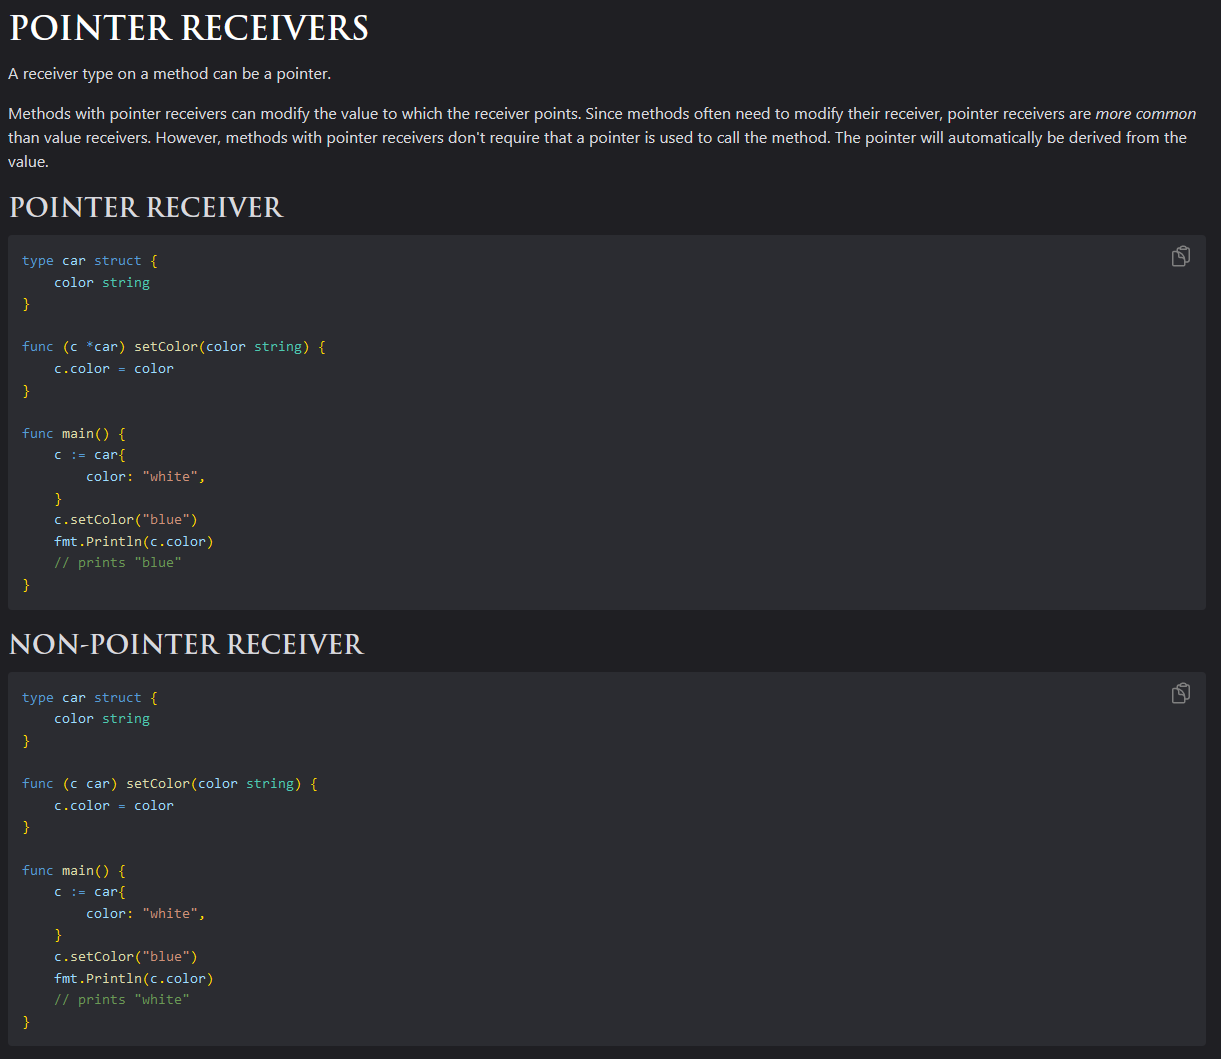 POINTER RECEIVERS
A receiver type on a method can be a pointer.
Methods with pointer receivers can modify the value to which the receiver points. Since methods often need to modify their receiver, pointer receivers are more common
than value receivers. However, methods with pointer receivers don't require that a pointer is used to call the method. The pointer will automatically be derived from the
value.
POINTER RECEIVER
type car struct {
    color string
}

func (c *car) setColor(color string) {
    c.color = color
}

func main() {
    c := car{
        color: "white",
    }
    c.setColor("blue")
    fmt.Println(c.color)
    // prints "blue"
}
NON-POINTER RECEIVER
type car struct {
    color string
}

func (c car) setColor(color string) {
    c.color = color
}

func main() {
    c := car{
        color: "white",
    }
    c.setColor("blue")
    fmt.Println(c.color)
    // prints "white"
}